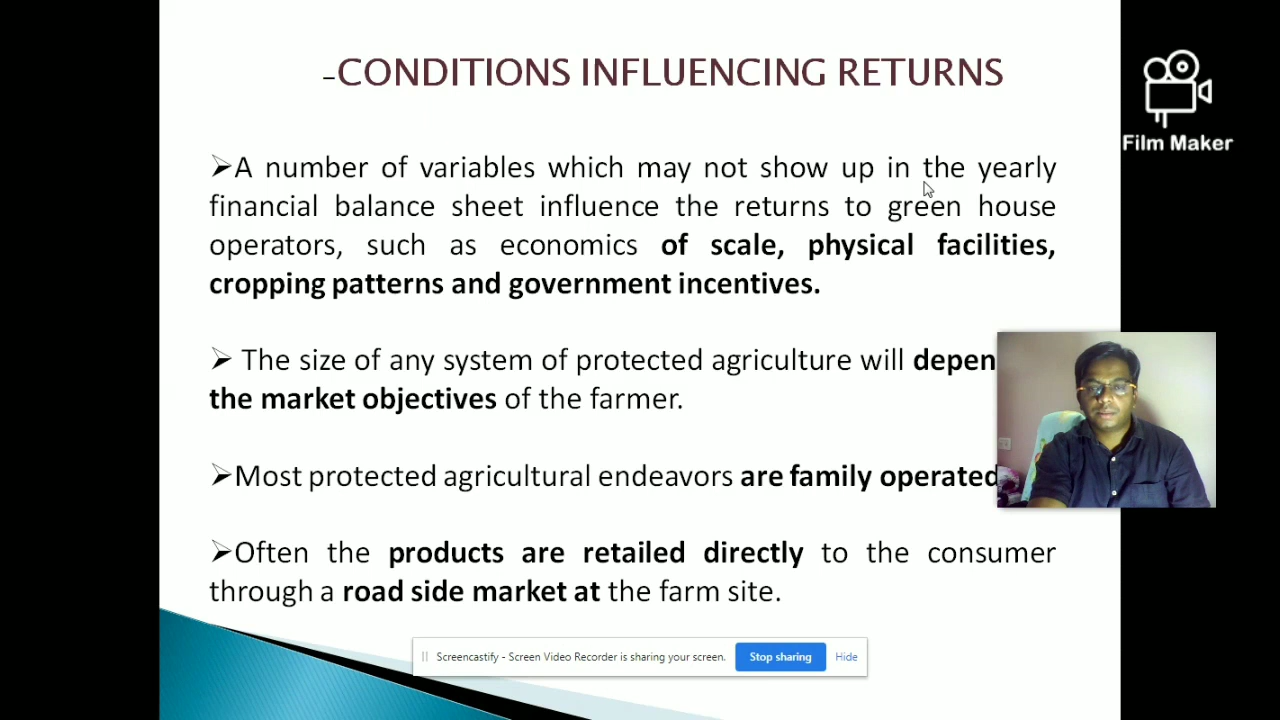 –CONDITIONS INFLUENCING RETURNS
Film Maker
➢A number of variables which may not show up in the yearly
financial balance sheet influence the returns to green house
operators, such as economics of scale, physical facilities,
cropping patterns and government incentives.
➢ The size of any system of protected agriculture will
the market objectives of the farmer.
➢Most protected agricultural endeavors are family operated
➢Often the products are retailed directly to the consumer
through a road side market at the farm site.
Screencastify - Screen Video Recorder is sharing your screen. Stop sharing Hide